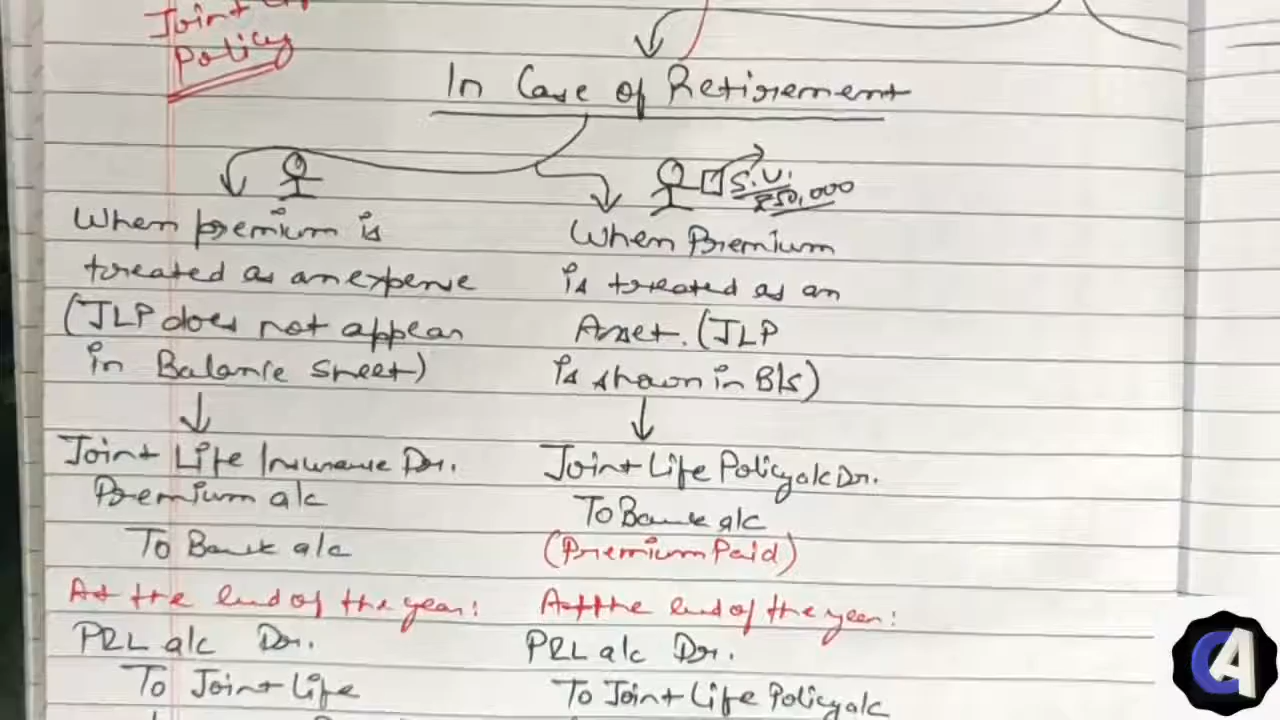 Joint
Policy
In Case of Retirement
S.V.
₹50,000
When premium is
treated as an expense
(JLP does not appear
in Balance sheet)
Joint Life Insurance Dr.
Premium a/c
To Bank a/c
At the end of the year:
P&L a/c Dr.
To Joint Life
When Premium
is treated as an
Asset. (JLP
is shown in B/s)
Joint Life Policy a/c Dr.
To Bank a/c
(Premium Paid)
At the end of the year:
P&L a/c Dr.
To Joint Life Policy a/c
CA